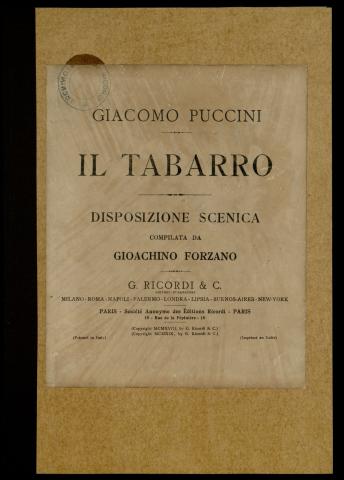 GIACOMO PUCCINI
IL TABARRO
DISPOSIZIONE SCENICA
COMPILATA DA
GIOACHINO FORZANO
G. RICORDI & C.
MILANO - ROMA - NAPOLI - PALERMO - LONDRA - LIPSIA - BUENOS-AIRES - NEW-YORK
PARIS - Société Anonyme des Éditions Ricordi - PARIS
18 - Rue de la Pépinière - 18
(Copyright MCMXVIII, by G. Ricordi & C.)
(Printed in Italy) (Copyright MCMXIX, by G. Ricordi & C.) (Imprimé en Italie)